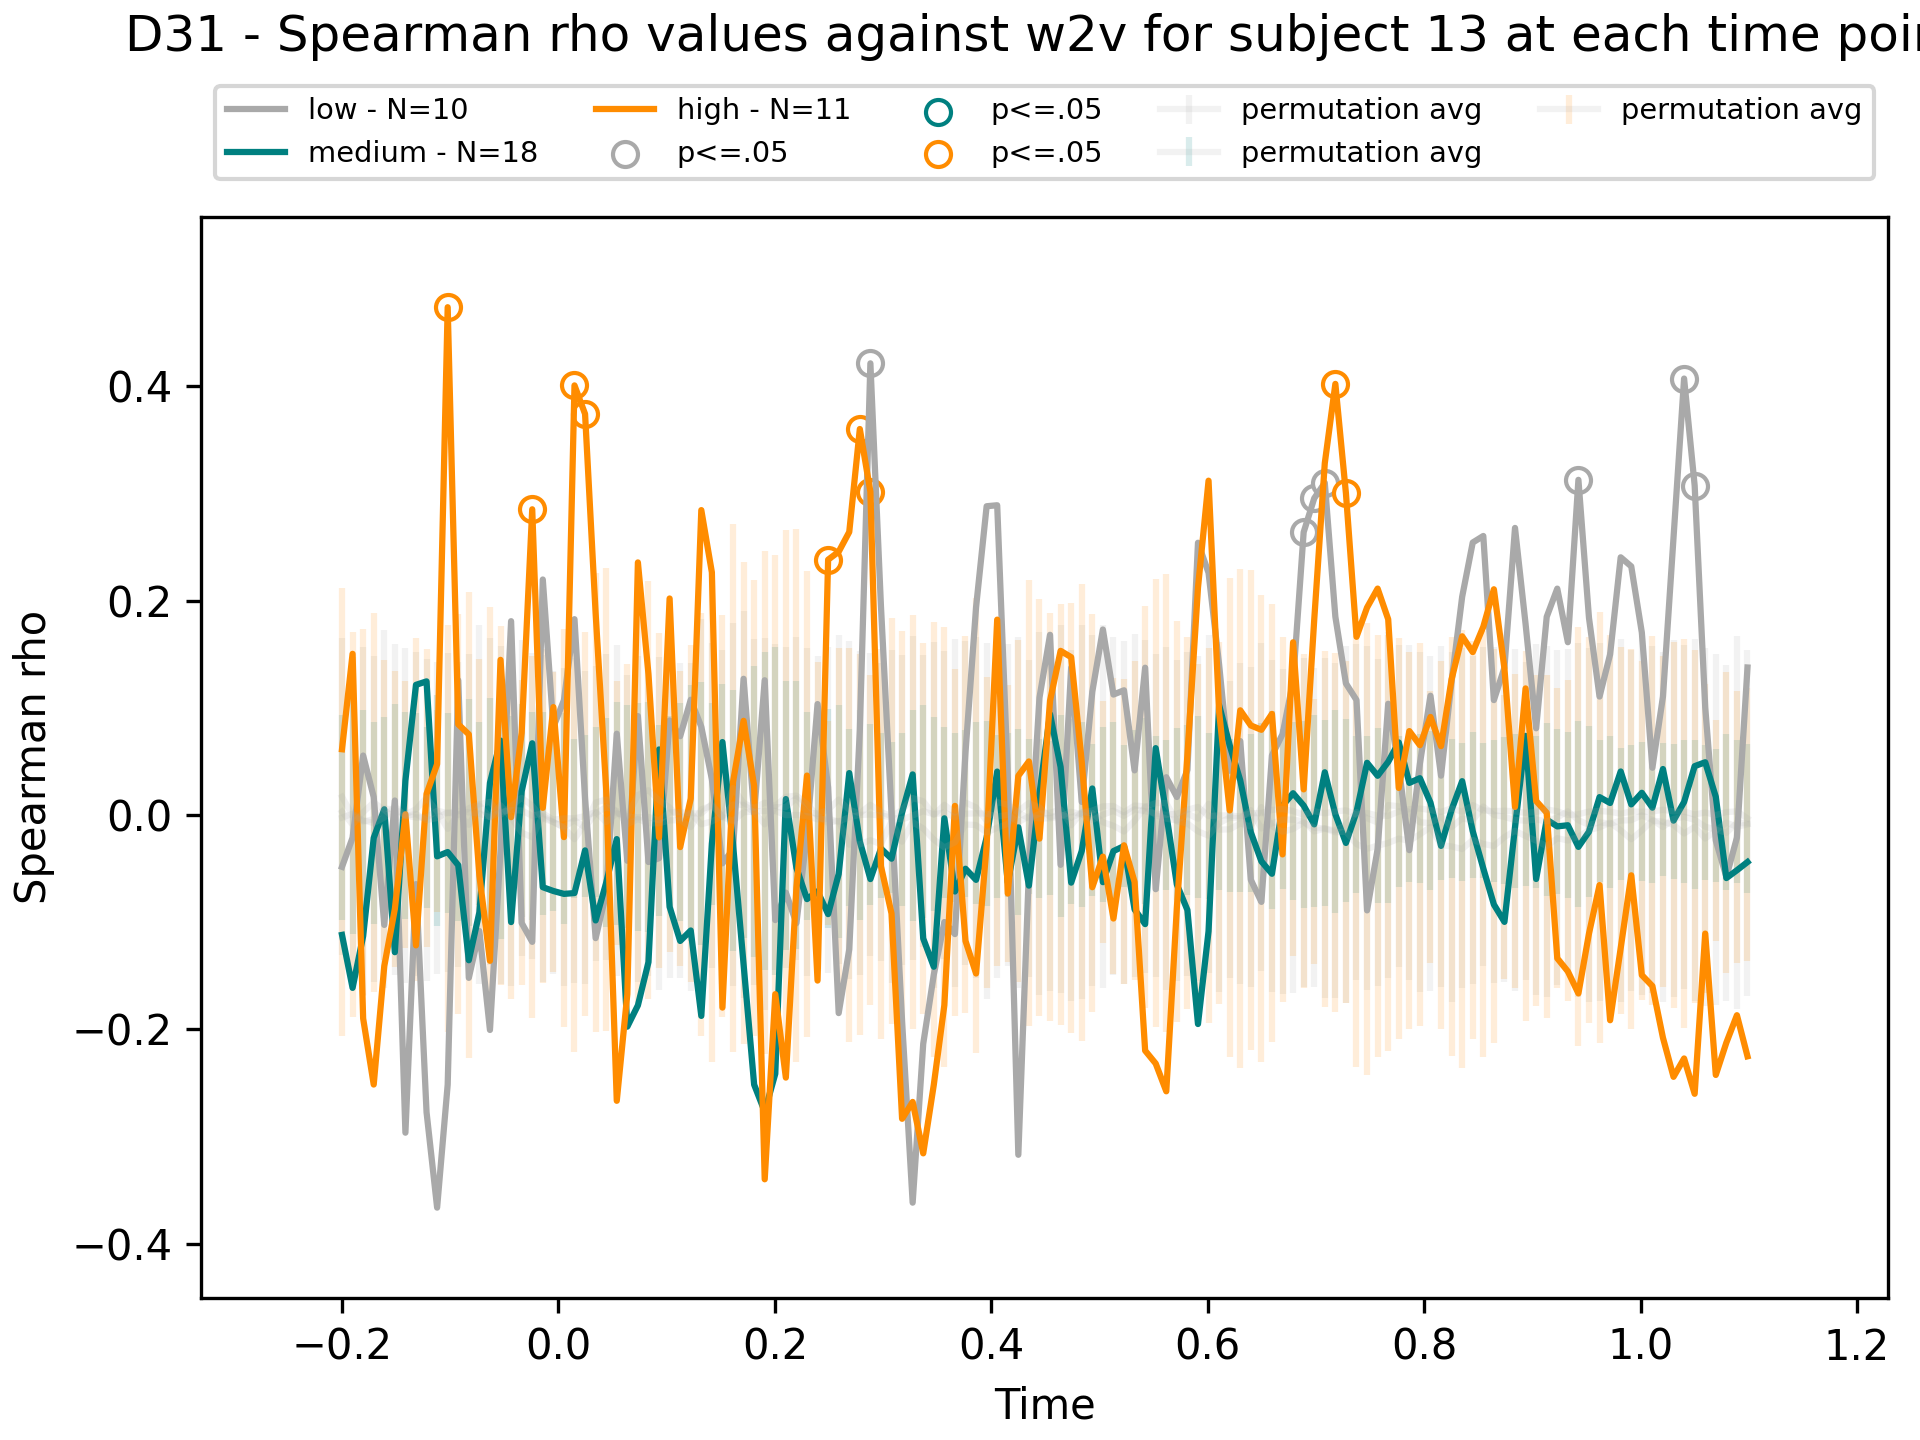 D31 - Spearman rho values against w2v for subject 13 at each time poi
low - N=10 high - N=11 p<=.05 permutation avg permutation avg
medium - N=18 p<=.05 p<=.05 permutation avg
Spearman rho
0.4
0.2
0.0
−0.2
−0.4
−0.2 0.0 0.2 0.4 0.6 0.8 1.0 1.2
Time